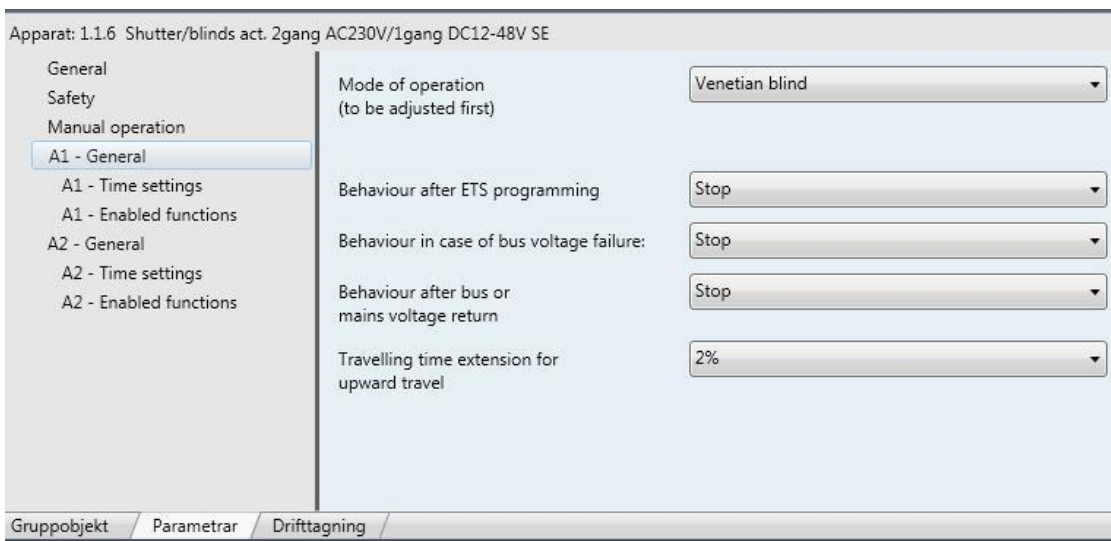 Apparat: 1.1.6 Shutter/blinds act. 2gang AC230V/1gang DC12-48V SE
General
Safety
Manual operation
A1 - General
A1 - Time settings
A1 - Enabled functions
A2 - General
A2 - Time settings
A2 - Enabled functions
Mode of operation
(to be adjusted first)
Venetian blind
Behaviour after ETS programming
Stop
Behaviour in case of bus voltage failure:
Stop
Behaviour after bus or
mains voltage return
Stop
Travelling time extension for
upward travel
2%
Gruppobjekt
Parametrar
Drifttagning